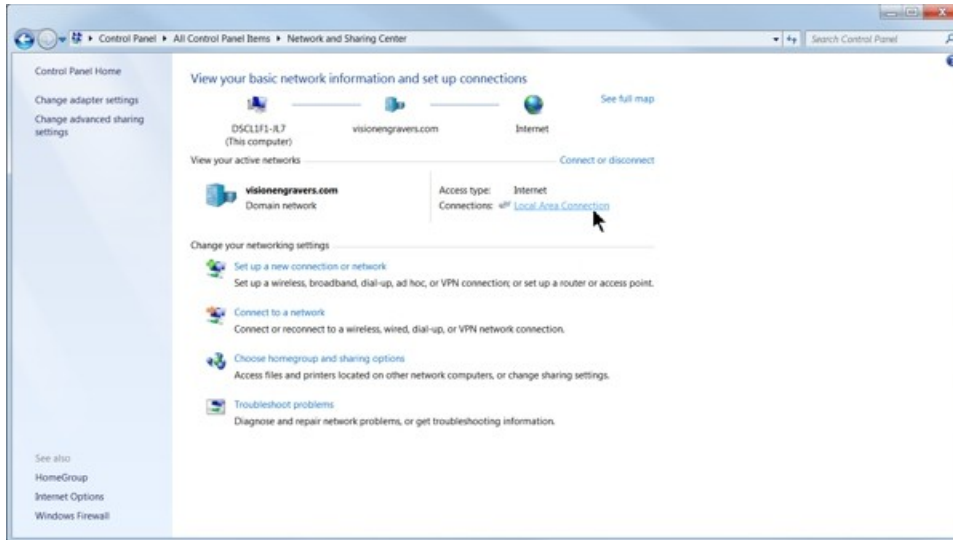 Control Panel ▸ All Control Panel Items ▸ Network and Sharing Center
Search Control Panel
Control Panel Home
Change adapter settings
Change advanced sharing
settings
See also
HomeGroup
Internet Options
Windows Firewall
View your basic network information and set up connections
See full map
DSCL1F1-JL7
(This computer)
visionengravers.com
Internet
View your active networks
Connect or disconnect
visionengravers.com
Domain network
Access type: Internet
Connections: Local Area Connection
Change your networking settings
Set up a new connection or network
Set up a wireless, broadband, dial-up, ad hoc, or VPN connection; or set up a router or access point.
Connect to a network
Connect or reconnect to a wireless, wired, dial-up, or VPN network connection.
Choose homegroup and sharing options
Access files and printers located on other network computers, or change sharing settings.
Troubleshoot problems
Diagnose and repair network problems, or get troubleshooting information.